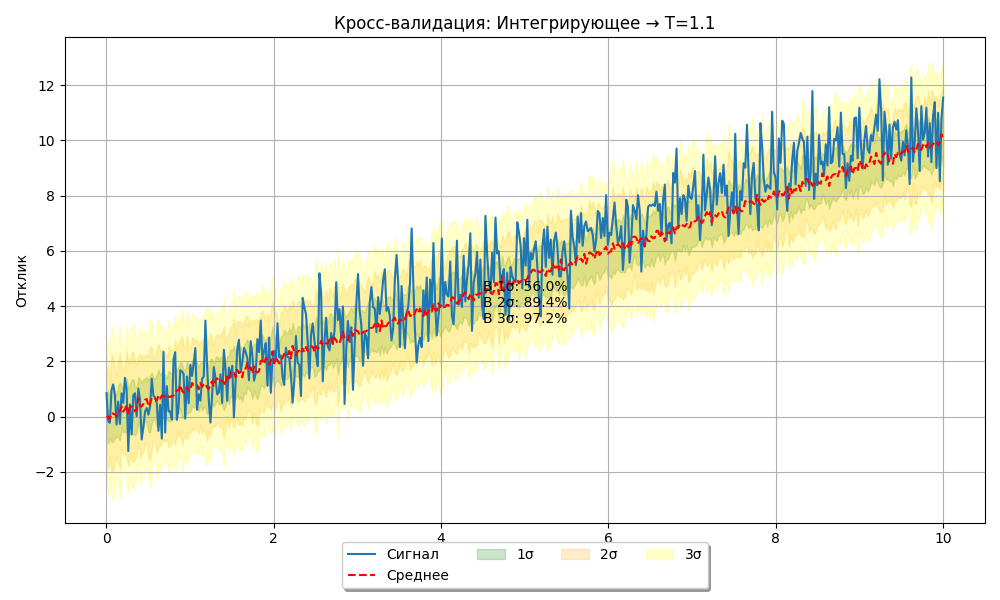 Кросс-валидация: Интегрирующее → T=1.1
Отклик
12
10
8
6
4
2
0
−2
В 1σ: 56.0%
В 2σ: 89.4%
В 3σ: 97.2%
0 2 4 6 8 10
Сигнал 1σ 2σ 3σ
Среднее